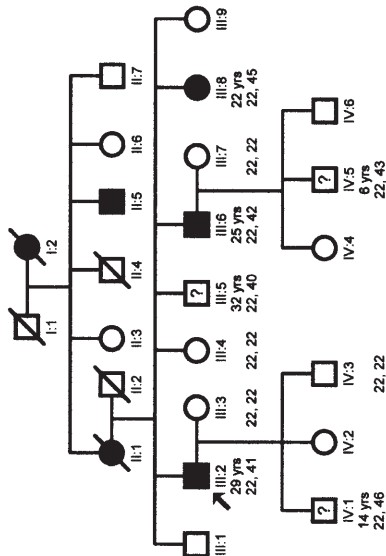 I:1
I:2
II:1
II:2
II:3
II:4
II:5
II:6
II:7
III:1
III:2
29 yrs
22, 41
III:3
22, 22
III:4
22, 22
?
III:5
32 yrs
22, 40
III:6
25 yrs
22, 42
III:7
22, 22
III:8
22 yrs
22, 45
III:9
?
IV:1
14 yrs
22, 46
IV:2
IV:3
22, 22
IV:4
?
IV:5
6 yrs
22, 43
IV:6